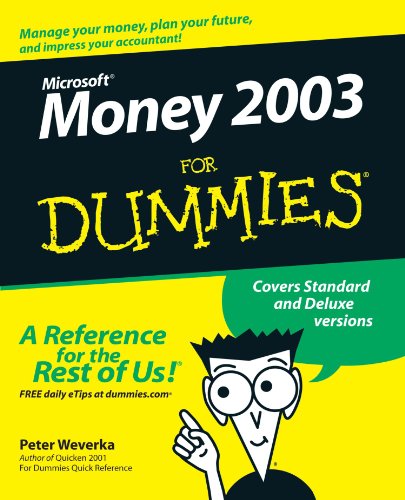 Manage your money, plan your future,
and impress your accountant!
Microsoft®
Money 2003
FOR
DUMMIES®
Covers Standard
and Deluxe
versions
A Reference
for the
Rest of Us!®
FREE daily eTips at dummies.com®
Peter Weverka
Author of Quicken 2001
For Dummies Quick Reference